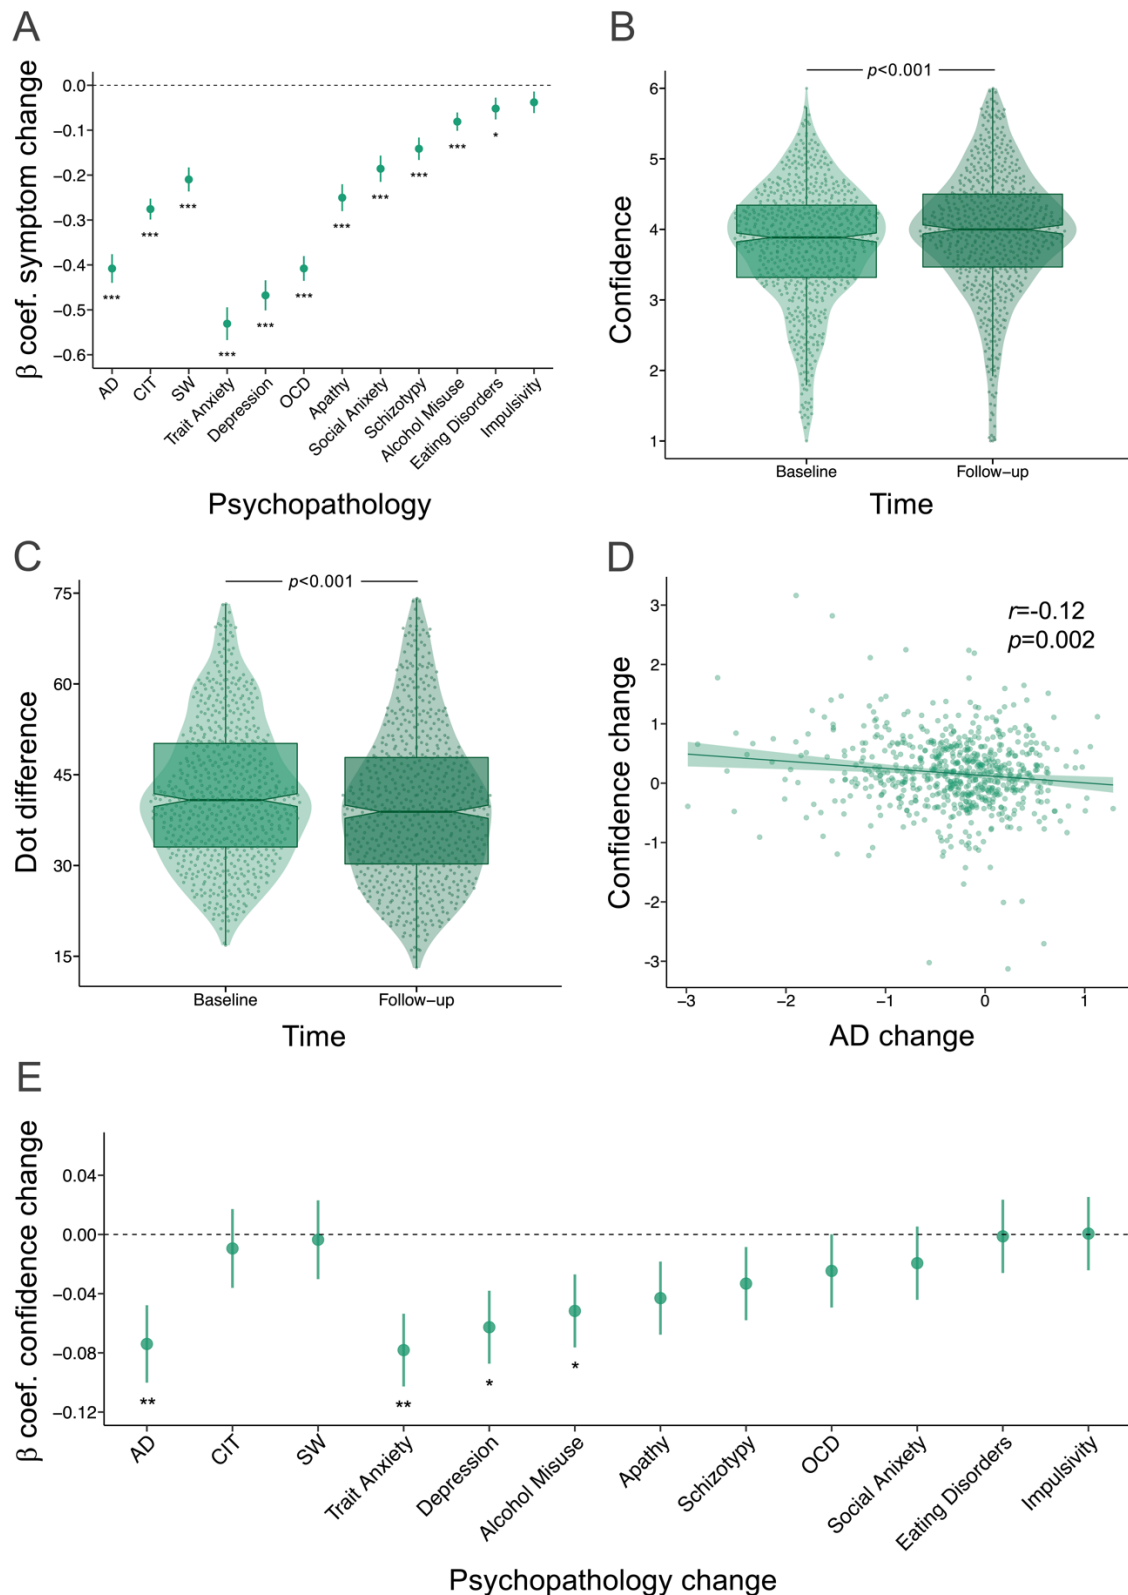 A
β coef. symptom change
0.0
−0.1
−0.2
−0.3
−0.4
−0.5
−0.6
***
***
***
***
***
***
***
***
***
***
*
AD
CIT
SW
Trait Anxiety
Depression
OCD
Apathy
Social Anixety
Schizotypy
Alcohol Misuse
Eating Disorders
Impulsivity
Psychopathology
B
Confidence
6
5
4
3
2
1
p<0.001
Baseline
Follow−up
Time
C
Dot difference
75
60
45
30
15
p<0.001
Baseline
Follow−up
Time
D
Confidence change
3
2
1
0
-1
-2
-3
r=-0.12
p=0.002
−3
−2
−1
0
1
AD change
E
β coef. confidence change
0.04
0.00
−0.04
−0.08
−0.12
**
**
*
*
AD
CIT
SW
Trait Anxiety
Depression
Alcohol Misuse
Apathy
Schizotypy
OCD
Social Anixety
Eating Disorders
Impulsivity
Psychopathology change